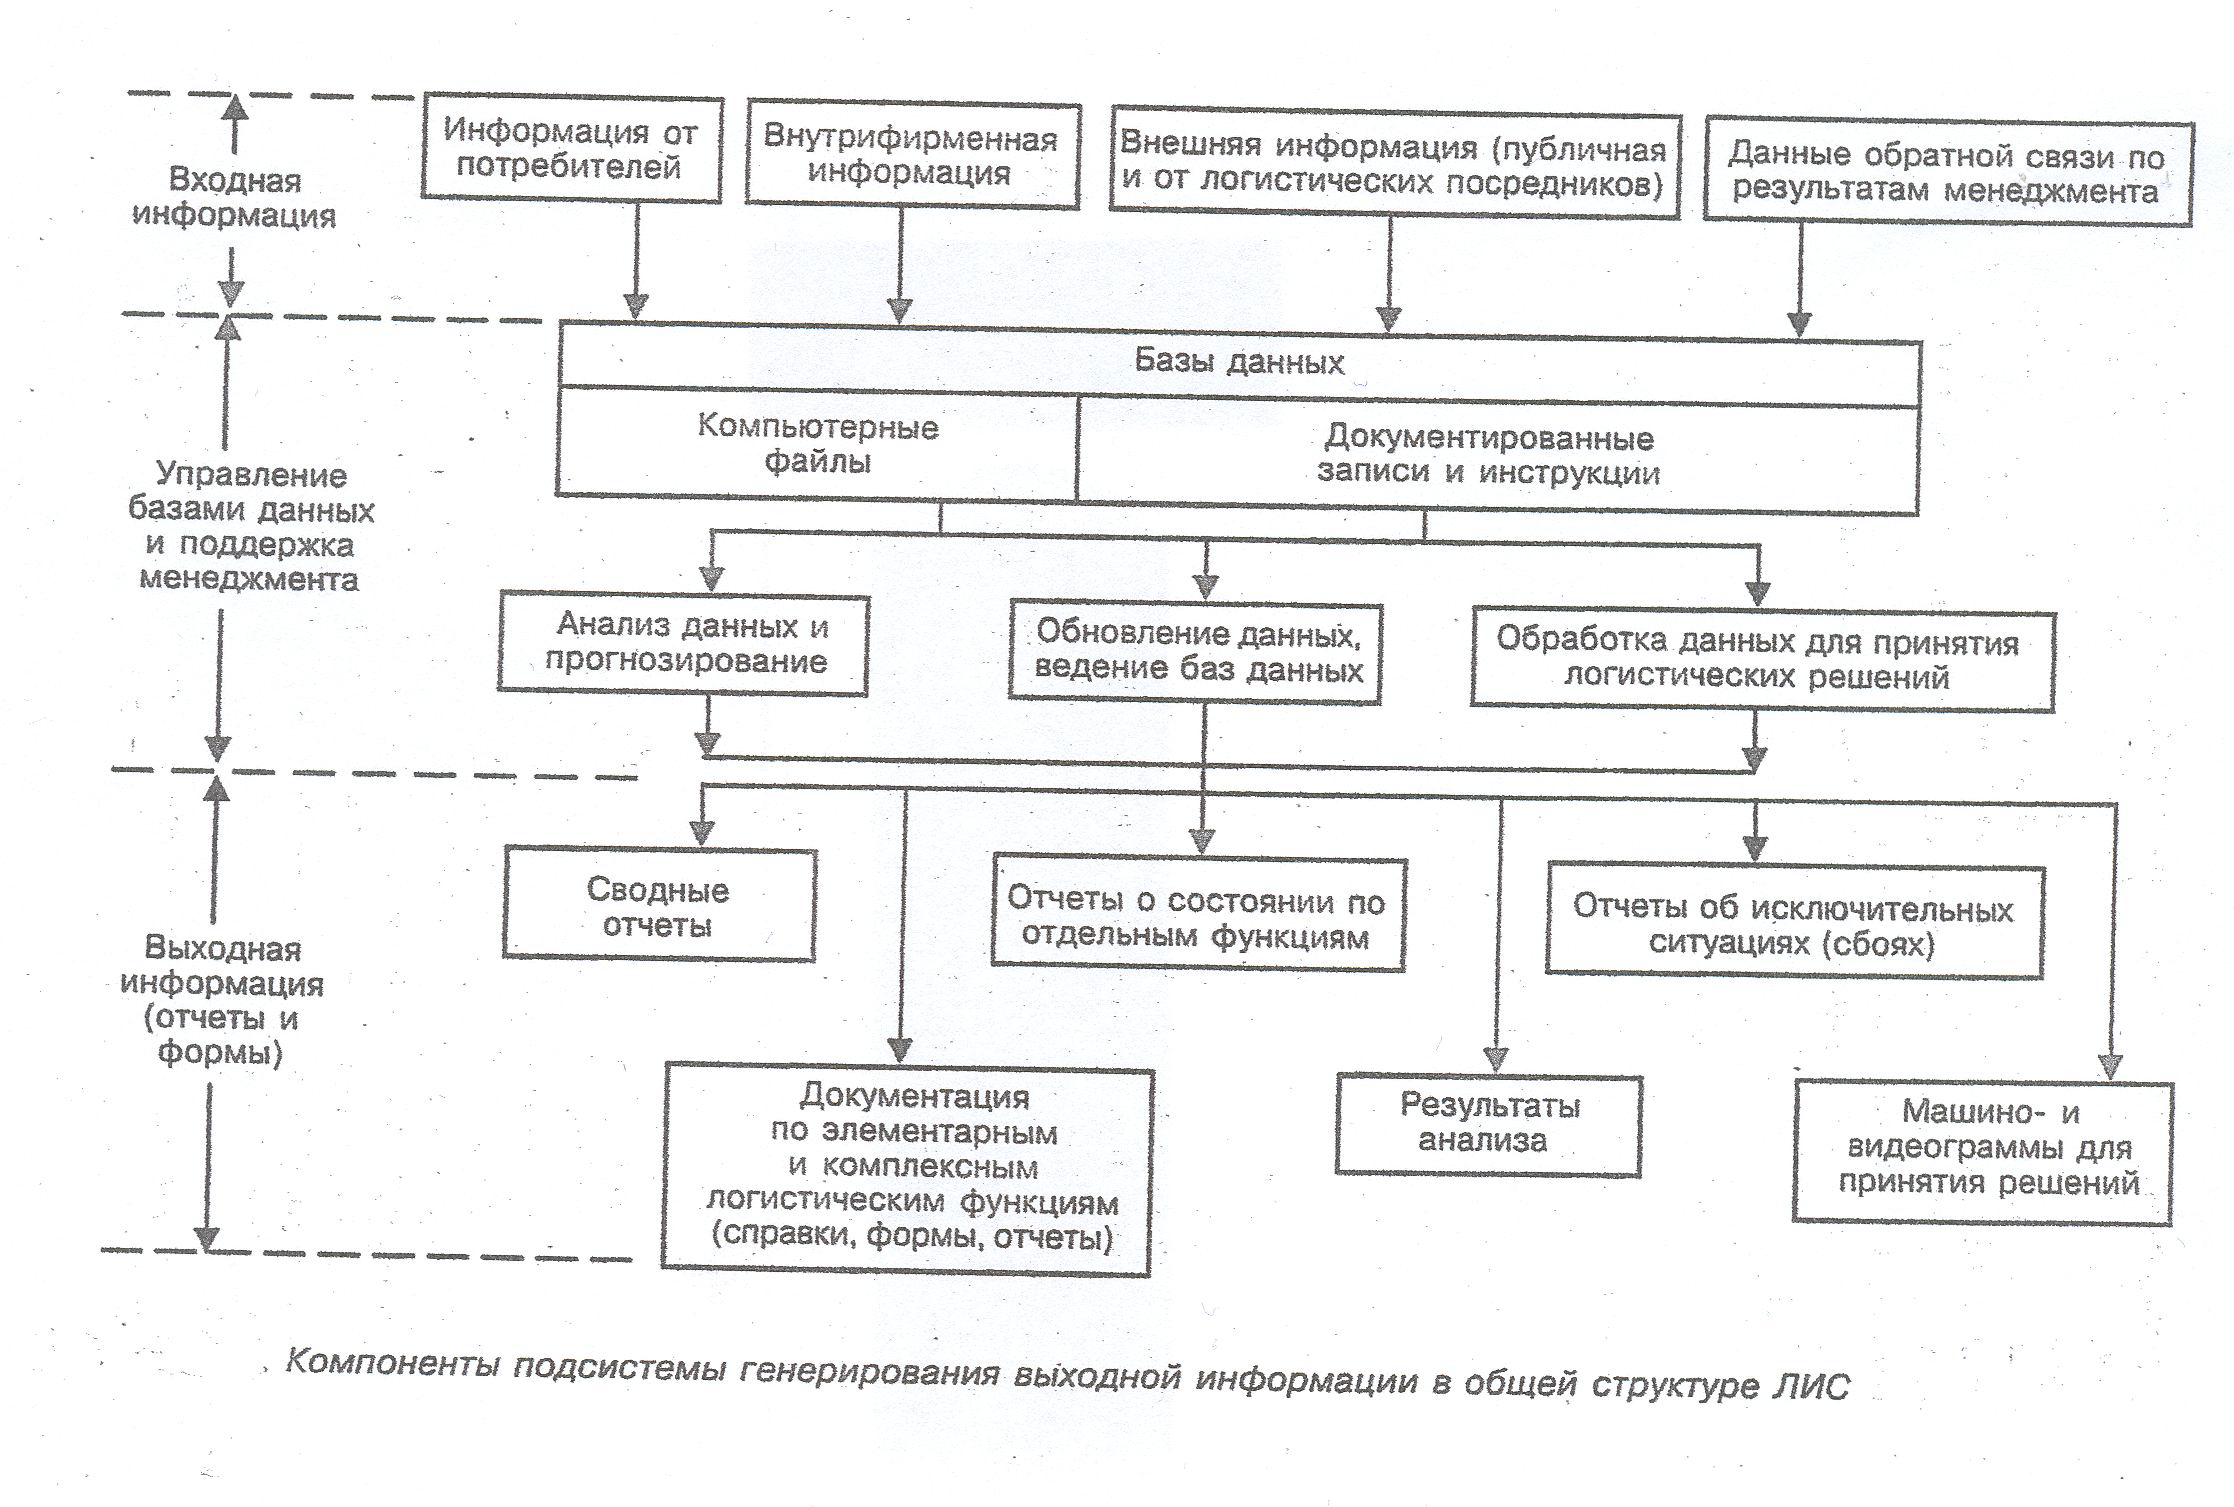 Входная
информация
Информация от
потребителей
Внутрифирменная
информация
Внешняя информация (публичная
и от логистических посредников)
Данные обратной связи по
результатам менеджмента
Управление
базами данных
и поддержка
менеджмента
Базы данных
Компьютерные
файлы
Документированные
записи и инструкции
Анализ данных и
прогнозирование
Обновление данных,
ведение баз данных
Обработка данных для принятия
логистических решений
Выходная
информация
(отчеты и
формы)
Сводные
отчеты
Отчеты о состоянии по
отдельным функциям
Отчеты об исключительных
ситуациях (сбоях)
Документация
по элементарным
и комплексным
логистическим функциям
(справки, формы, отчеты)
Результаты
анализа
Машино- и
видеограммы для
принятия решений
Компоненты подсистемы генерирования выходной информации в общей структуре ЛИС